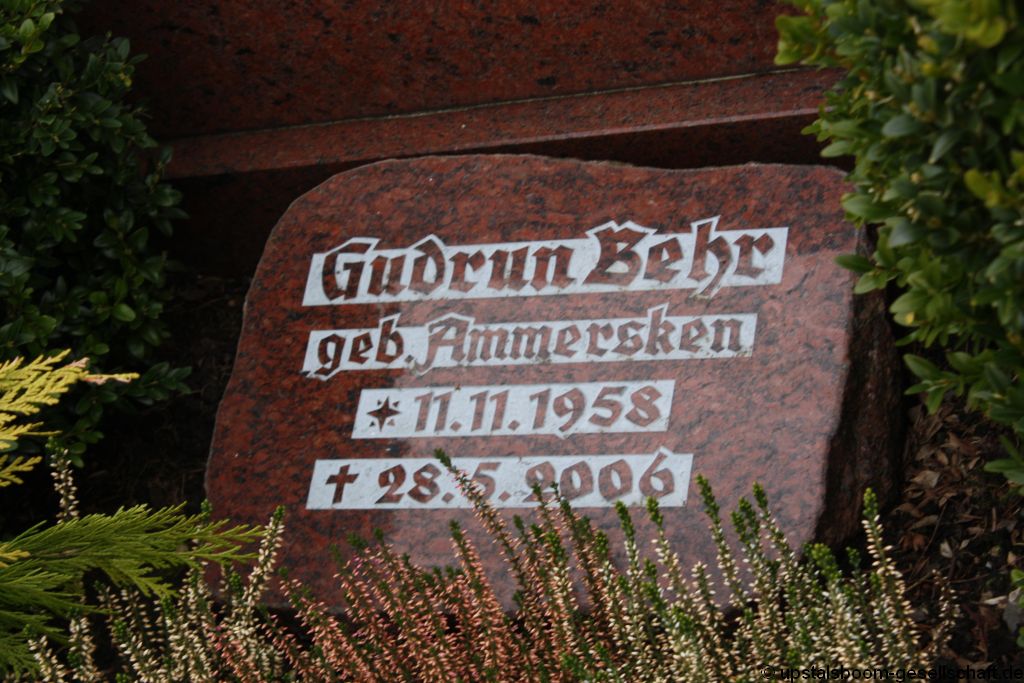 Gudrun Behr
geb. Ammersken
11.11.1958
† 28.5.2006
© upstalsboom-gesellschaft.de